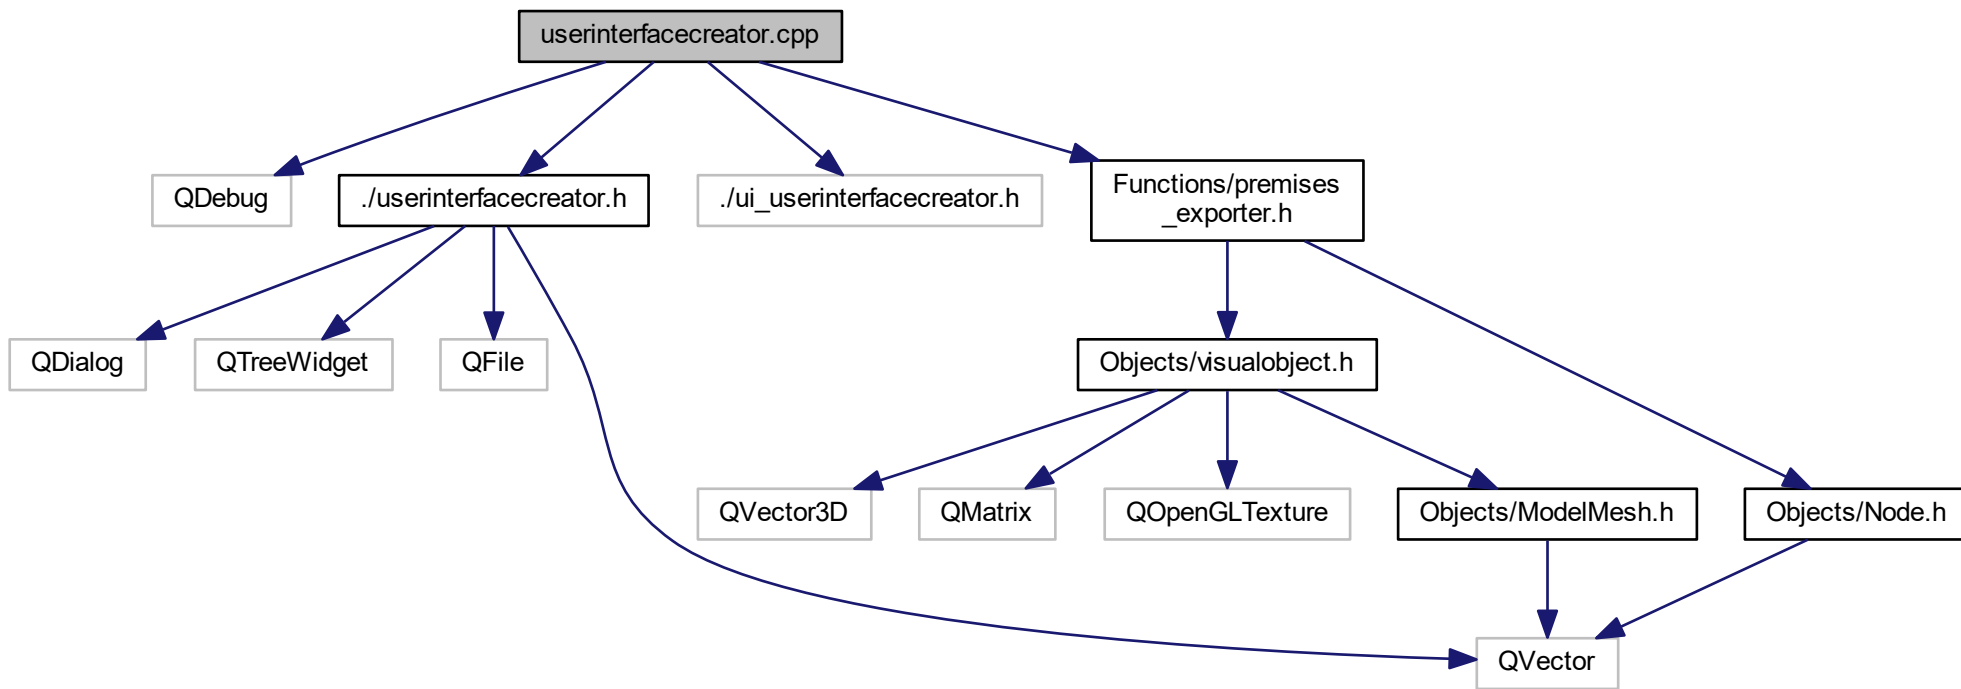 userinterfacecreator.cpp
QDebug
./userinterfacecreator.h
./ui_userinterfacecreator.h
Functions/premises
_exporter.h
QDialog
QTreeWidget
QFile
Objects/visualobject.h
QVector3D
QMatrix
QOpenGLTexture
Objects/ModelMesh.h
Objects/Node.h
QVector